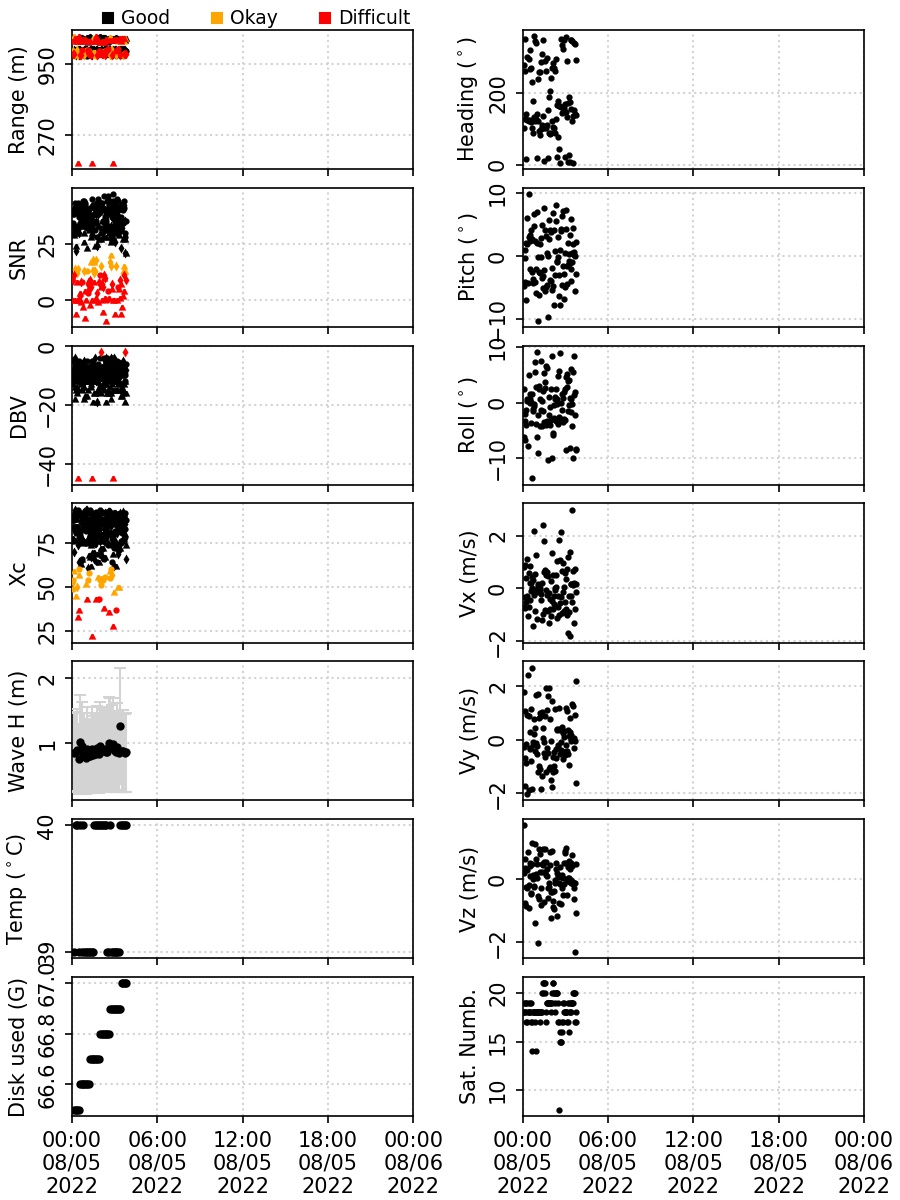 Good Okay Difficult
Range (m)
950
270
Heading (°)
200
0
SNR
25
0
Pitch (°)
10
0
−10
DBV
0
−20
−40
Roll (°)
10
0
−10
Xc
75
50
25
Vx (m/s)
2
0
−2
Wave H (m)
2
1
Vy (m/s)
2
0
−2
Temp (°C)
40
39
Vz (m/s)
0
−2
Disk used (G)
67.0
66.8
66.6
Sat. Numb.
20
15
10
00:00 06:00 12:00 18:00 00:00
08/05 08/05 08/05 08/05 08/06
2022 2022 2022 2022 2022
00:00 06:00 12:00 18:00 00:00
08/05 08/05 08/05 08/05 08/06
2022 2022 2022 2022 2022